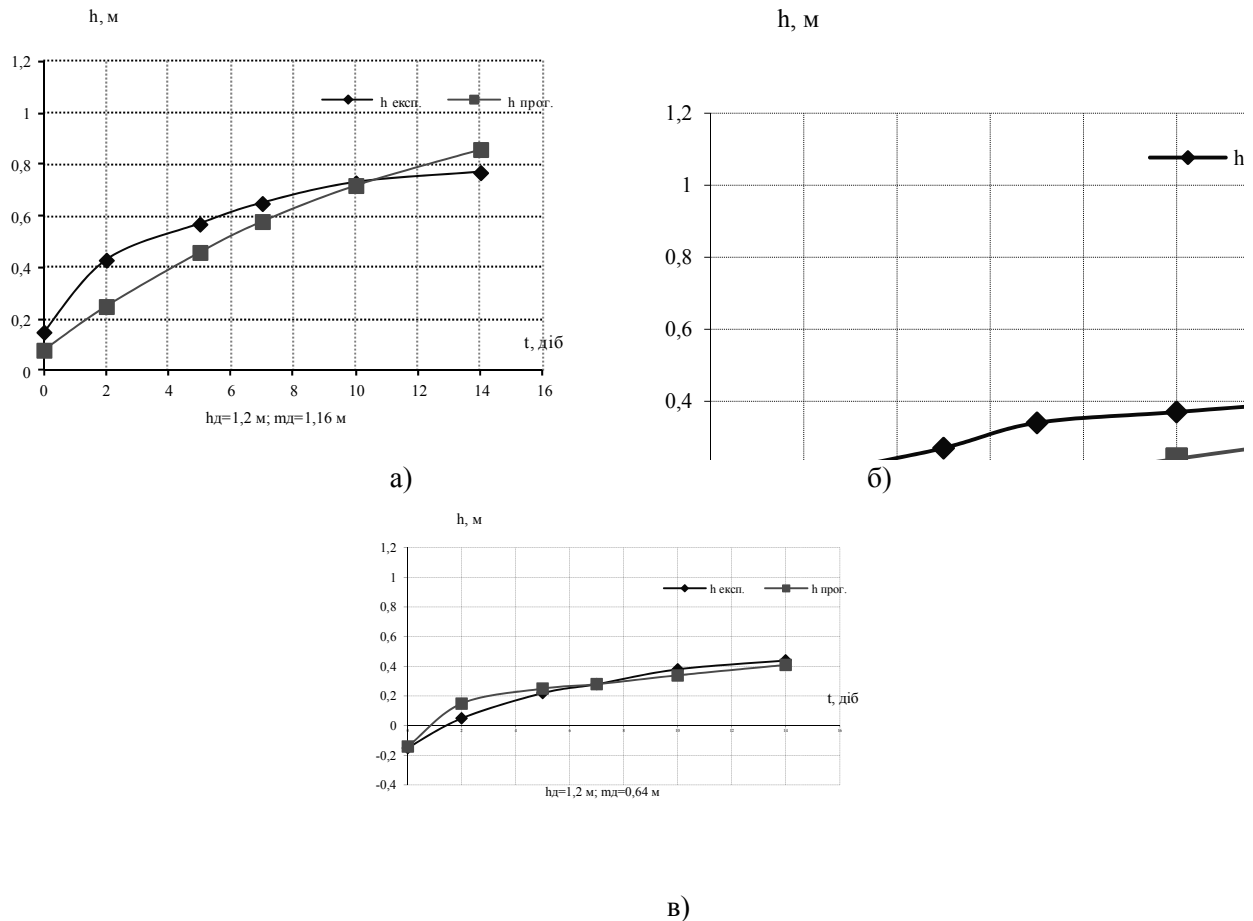 h, м
1,2
1
0,8
0,6
0,4
0,2
0
h експ. h прог.
t, діб
0 2 4 6 8 10 12 14 16
hд=1,2 м; mд=1,16 м
а)
h, м
1,2
1
0,8
0,6
0,4
h
б)
h, м
1,2
1
0,8
0,6
0,4
0,2
0
-0,2
-0,4
h експ. h прог.
t, діб
hд=1,2 м; mд=0,64 м
в)